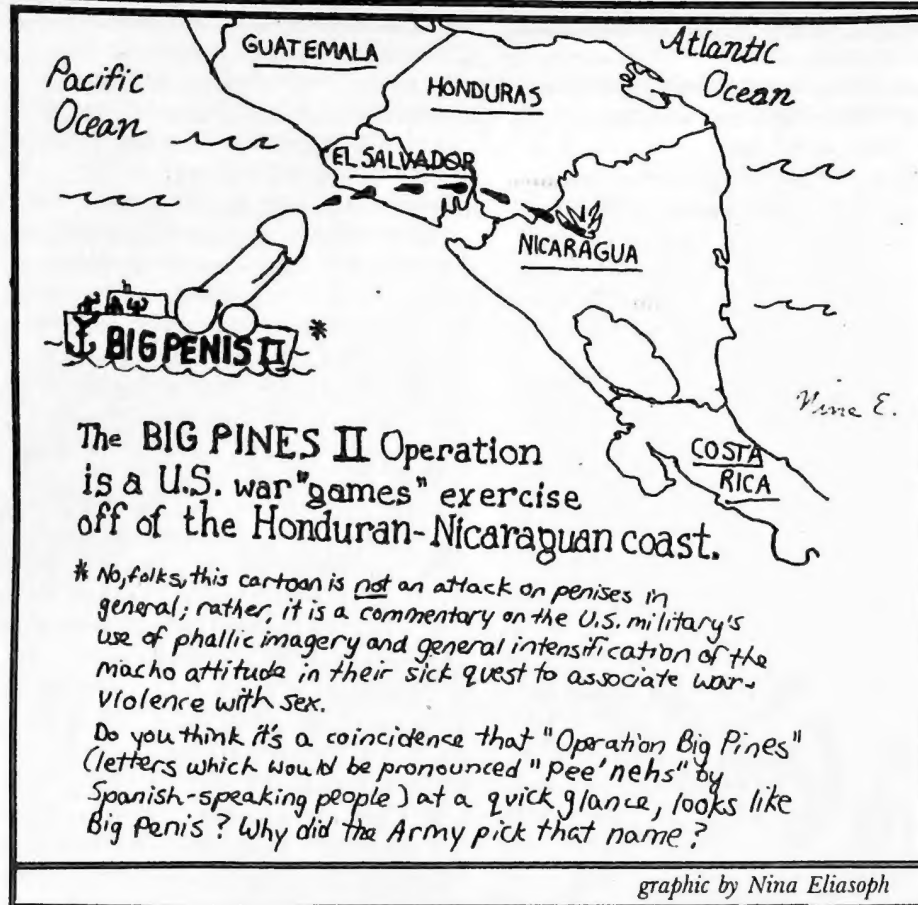 GUATEMALA
Atlantic
Ocean
Pacific
Ocean
HONDURAS
EL SALVADOR
NICARAGUA
BIG PENIS II *
Nina E.
COSTA
RICA
The BIG PINES II Operation
is a U.S. war "games" exercise
off of the Honduran-Nicaraguan coast.
* No, folks, this cartoon is not an attack on penises in
general; rather, it is a commentary on the U.S. military's
use of phallic imagery and general intensification of the
macho attitude in their sick quest to associate war-
violence with sex.
Do you think it's a coincidence that "Operation Big Pines"
(letters which would be pronounced "pee'nehs" by
Spanish-speaking people) at a quick glance, looks like
Big Penis? Why did the Army pick that name?
graphic by Nina Eliasoph